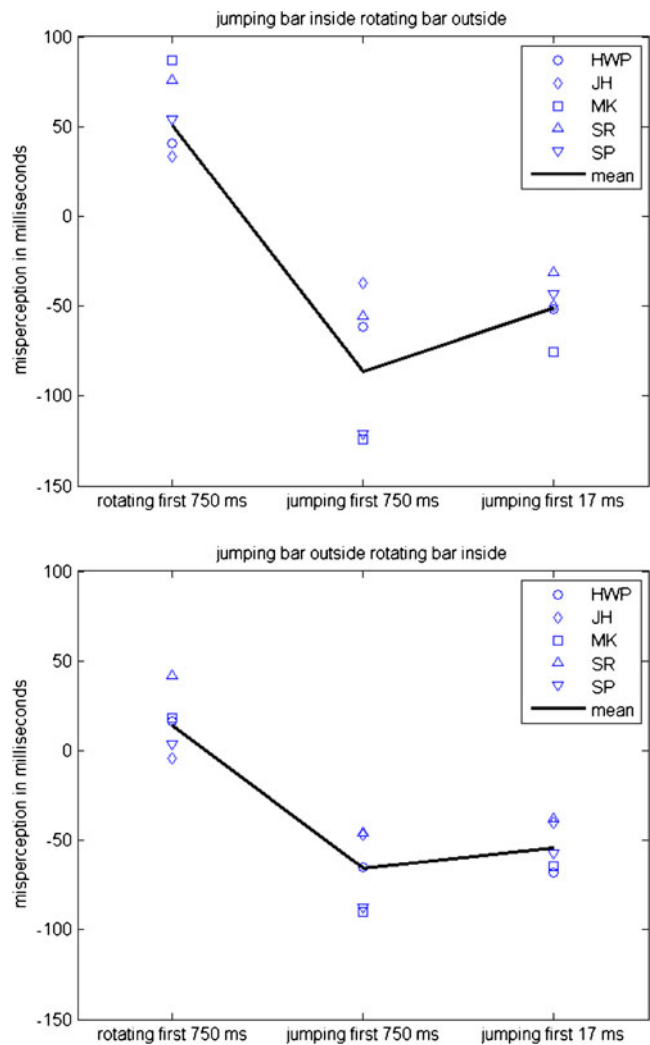 jumping bar inside rotating bar outside
100
50
0
-50
-100
-150
misperception in milliseconds
HWP
JH
MK
SR
SP
mean
rotating first 750 ms jumping first 750 ms jumping first 17 ms
jumping bar outside rotating bar inside
100
50
0
-50
-100
-150
misperception in milliseconds
HWP
JH
MK
SR
SP
mean
rotating first 750 ms jumping first 750 ms jumping first 17 ms